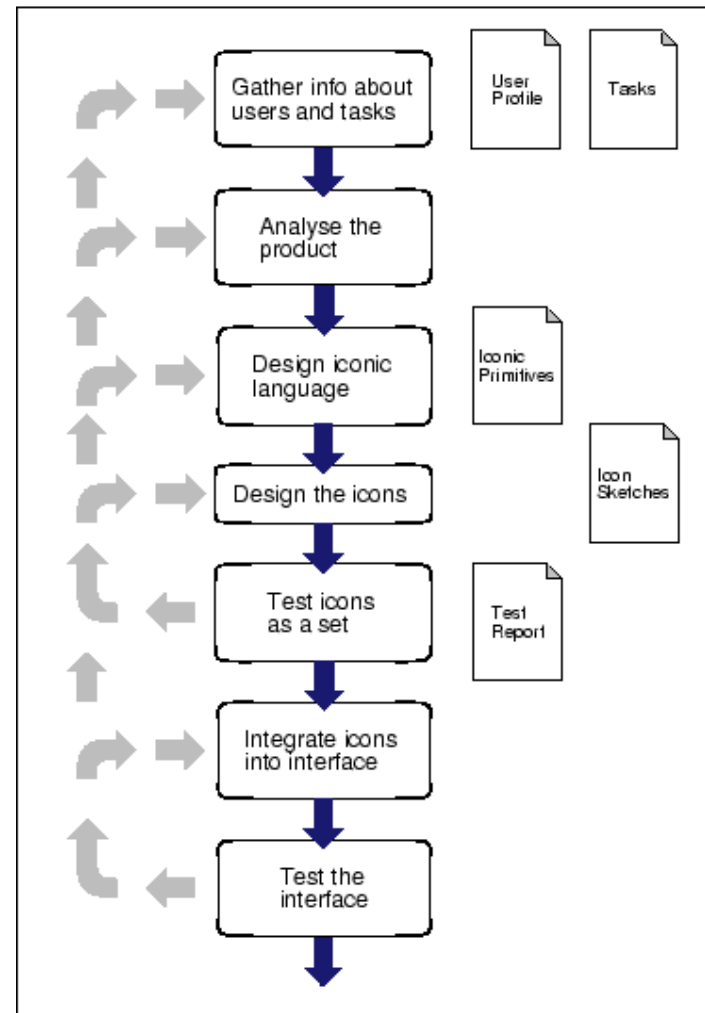 Gather info about
users and tasks
User
Profile
Tasks
Analyse the
product
Design iconic
language
Iconic
Primitives
Design the icons
Icon
Sketches
Test icons
as a set
Test
Report
Integrate icons
into interface
Test the
interface